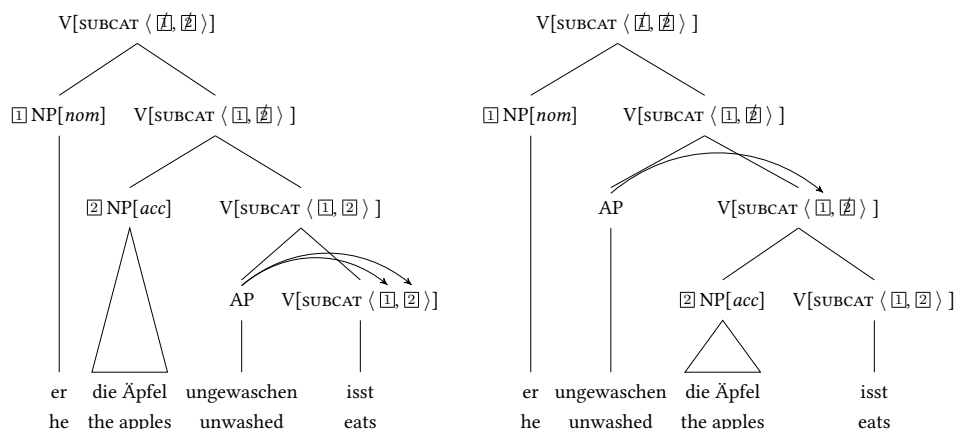 V[SUBCAT ⟨ 1̸, 2̸ ⟩] V[SUBCAT ⟨ 1̸, 2̸ ⟩ ]
1 NP[nom] V[SUBCAT ⟨ 1, 2̸ ⟩ ] 1 NP[nom] V[SUBCAT ⟨ 1, 2̸ ⟩ ]
2 NP[acc] V[SUBCAT ⟨ 1, 2 ⟩ ] AP V[SUBCAT ⟨ 1, 2̸ ⟩ ]
AP V[SUBCAT ⟨ 1, 2 ⟩] 2 NP[acc] V[SUBCAT ⟨ 1, 2 ⟩ ]
er die Äpfel ungewaschen isst er ungewaschen die Äpfel isst
he the apples unwashed eats he unwashed the apples eats